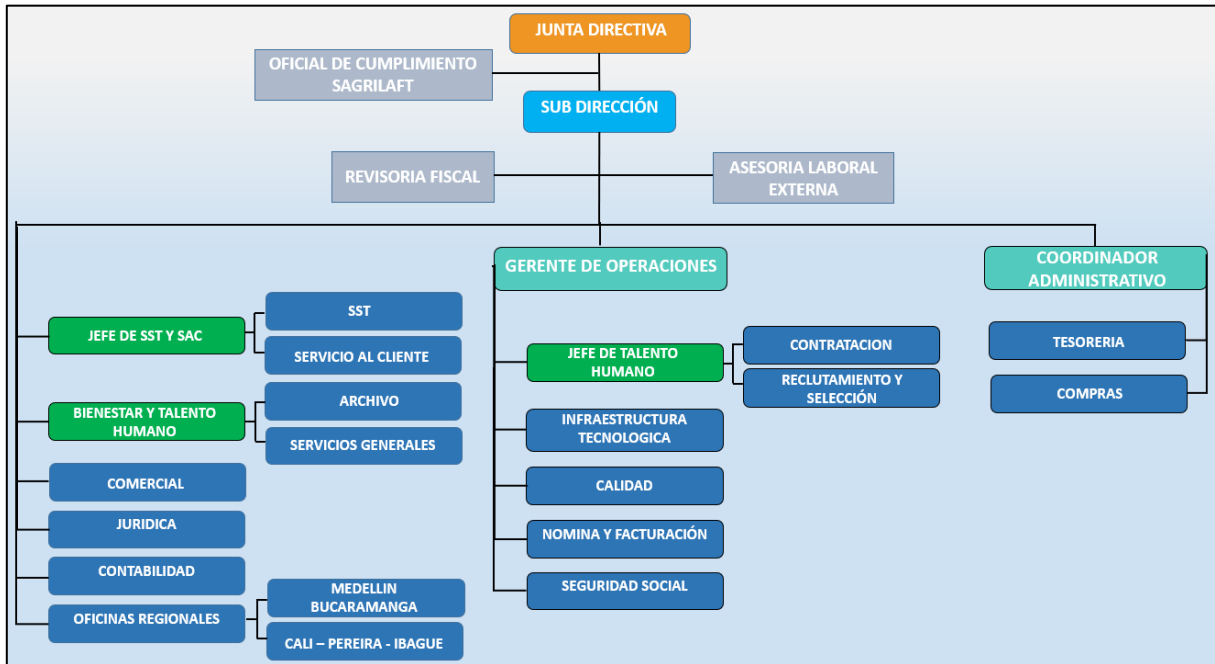 JUNTA DIRECTIVA
OFICIAL DE CUMPLIMIENTO
SAGRILAFT
SUB DIRECCIÓN
REVISORIA FISCAL
ASESORIA LABORAL
EXTERNA
GERENTE DE OPERACIONES
COORDINADOR
ADMINISTRATIVO
JEFE DE SST Y SAC
SST
SERVICIO AL CLIENTE
BIENESTAR Y TALENTO
HUMANO
ARCHIVO
SERVICIOS GENERALES
COMERCIAL
JURIDICA
CONTABILIDAD
OFICINAS REGIONALES
MEDELLIN
BUCARAMANGA
CALI – PEREIRA - IBAGUE
JEFE DE TALENTO
HUMANO
CONTRATACION
RECLUTAMIENTO Y
SELECCIÓN
INFRAESTRUCTURA
TECNOLOGICA
CALIDAD
NOMINA Y FACTURACIÓN
SEGURIDAD SOCIAL
TESORERIA
COMPRAS